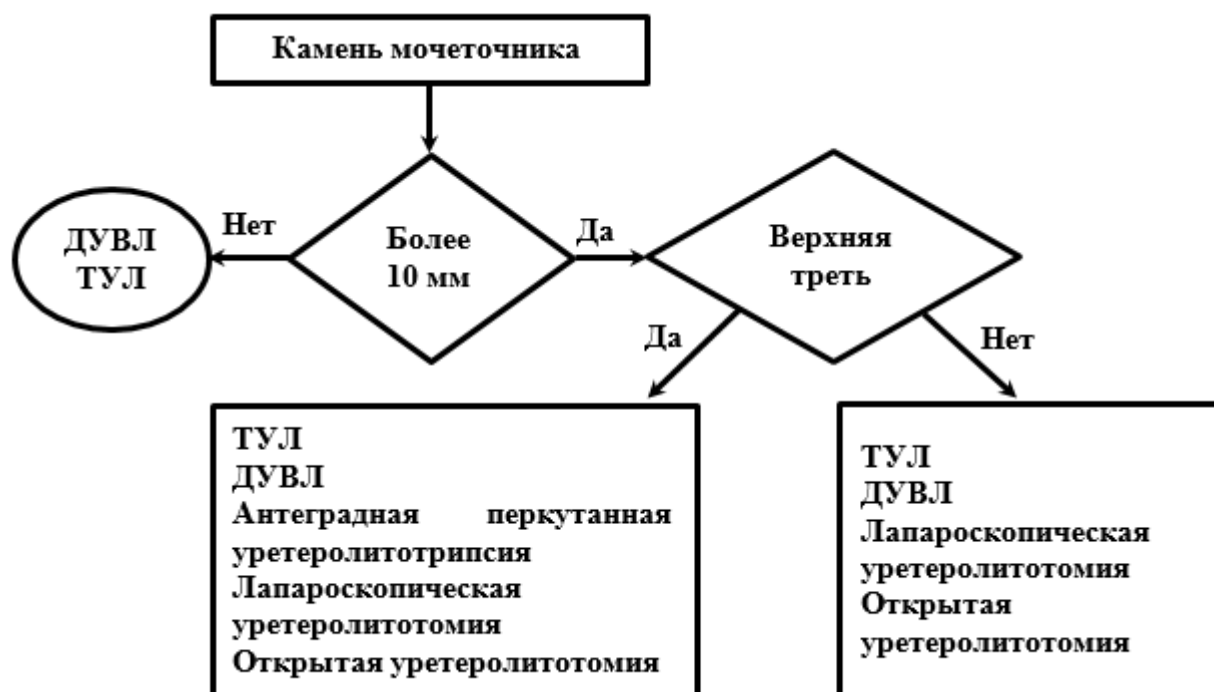 Камень мочеточника
Нет
ДУВЛ
ТУЛ
Более
10 мм
Да
Верхняя
треть
Да
Нет
ТУЛ
ДУВЛ
Антеградная перкутанная
уретеролитотрипсия
Лапароскопическая
уретеролитотомия
Открытая уретеролитотомия
ТУЛ
ДУВЛ
Лапароскопическая
уретеролитотомия
Открытая
уретеролитотомия